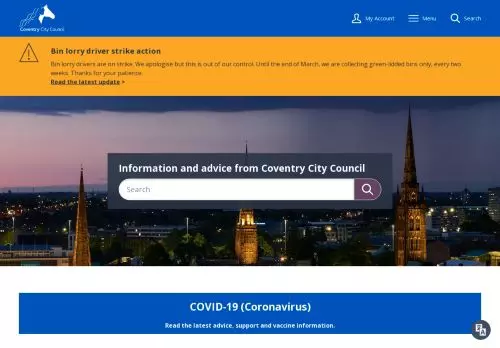 Coventry City Council
My Account
Menu
Search
Bin lorry driver strike action
Bin lorry drivers are on strike. We apologise but this is out of our control. Until the end of March, we are collecting green-lidded bins only, every two
weeks. Thanks for your patience.
Read the latest update >
Information and advice from Coventry City Council
Search
COVID-19 (Coronavirus)
Read the latest advice, support and vaccine information.